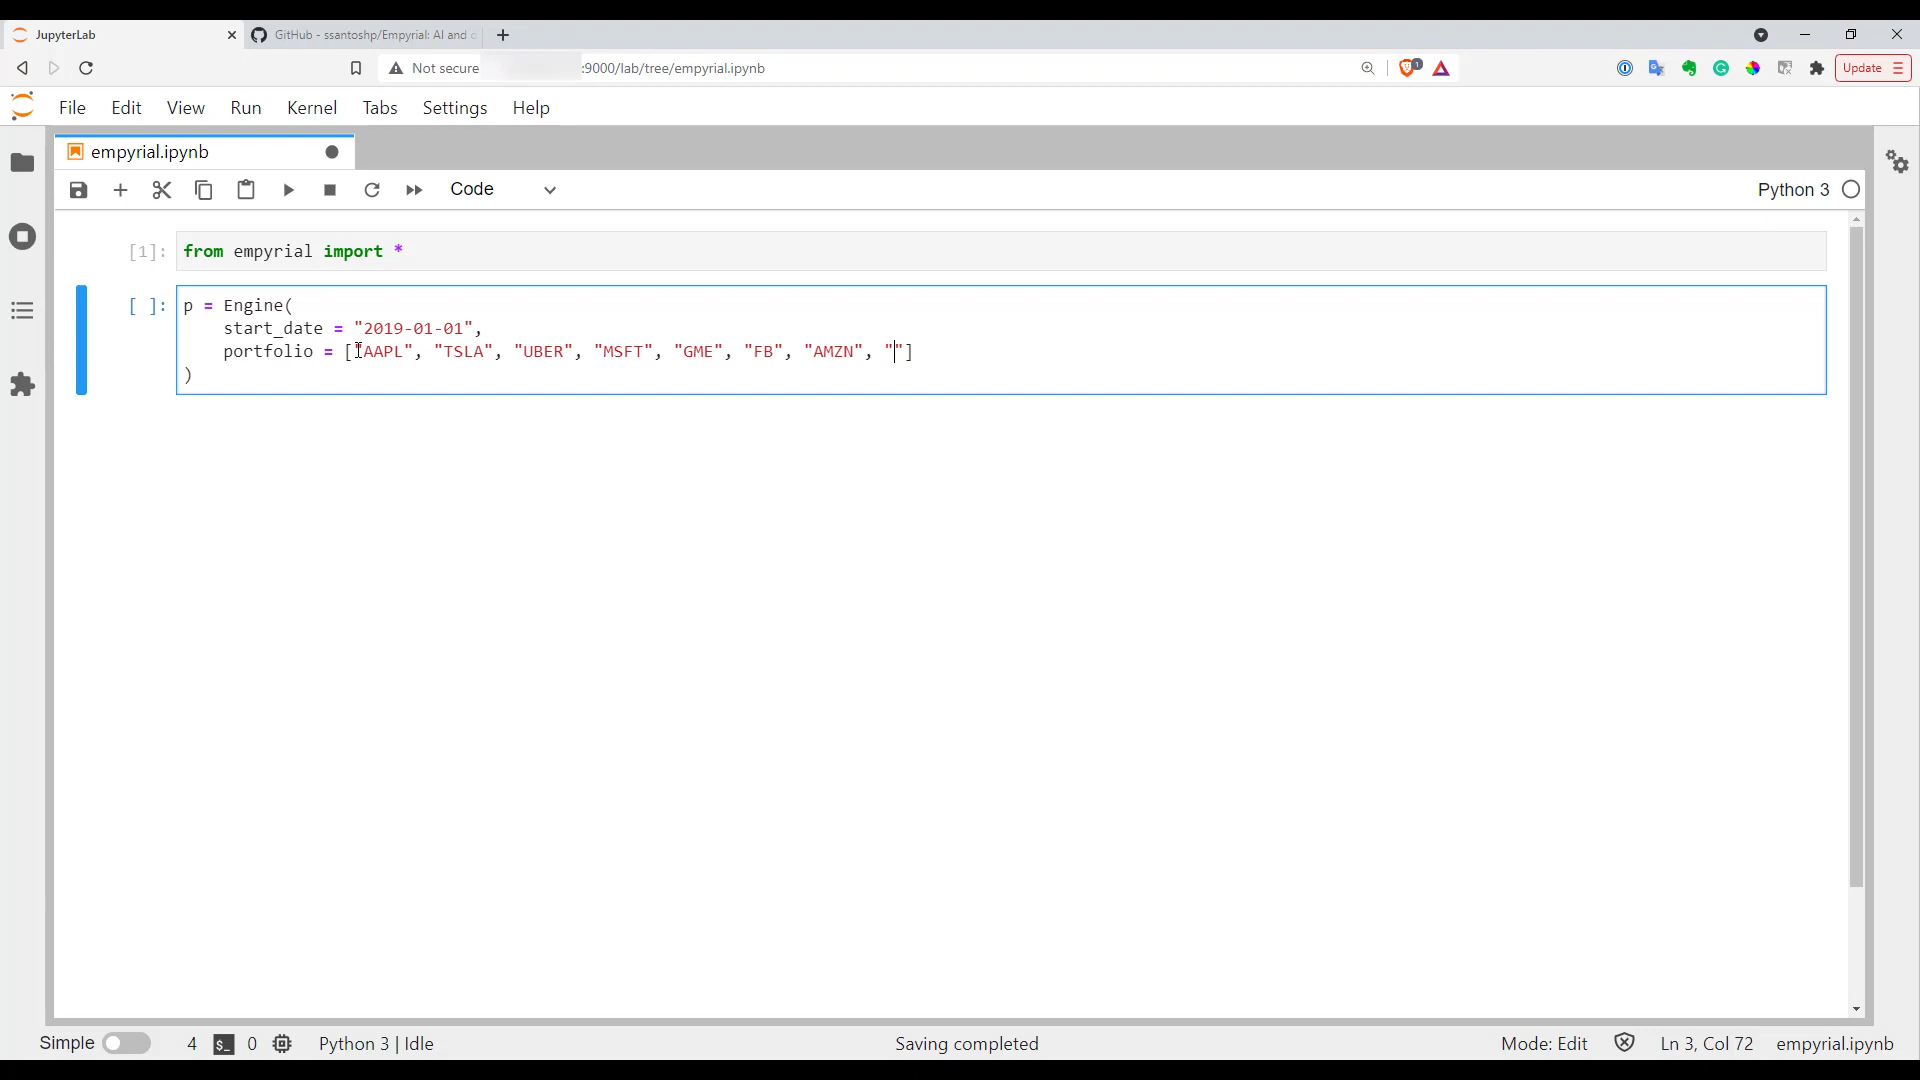 JupyterLab
GitHub - ssantoshp/Empyrial: AI and
Not secure
:9000/lab/tree/empyrial.ipynb
1
Update
File Edit View Run Kernel Tabs Settings Help
empyrial.ipynb
Code
Python 3
[1]: from empyrial import *
[ ]: p = Engine(
start_date = "2019-01-01",
portfolio = ["AAPL", "TSLA", "UBER", "MSFT", "GME", "FB", "AMZN", ""]
)
Simple 4 $_ 0 Python 3 | Idle Saving completed Mode: Edit Ln 3, Col 72 empyrial.ipynb